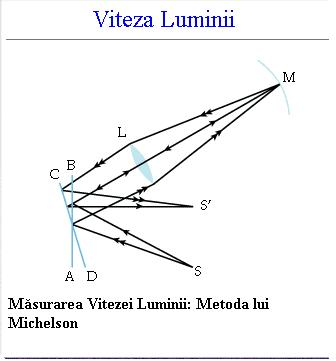 Viteza Luminii
M
L
B
C
S'
S
A D
Măsurarea Vitezei Luminii: Metoda lui
Michelson